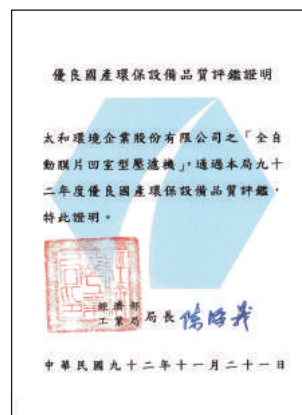 優良國產環保設備品質評鑑證明
太和環境企業股份有限公司之「全自
動膜片凹室型壓濾機」，通過本局九十
二年度優良國產環保設備品質評鑑，
特此證明。
經濟部
工業局 局長 陳昭義
中華民國九十二年十一月二十一日